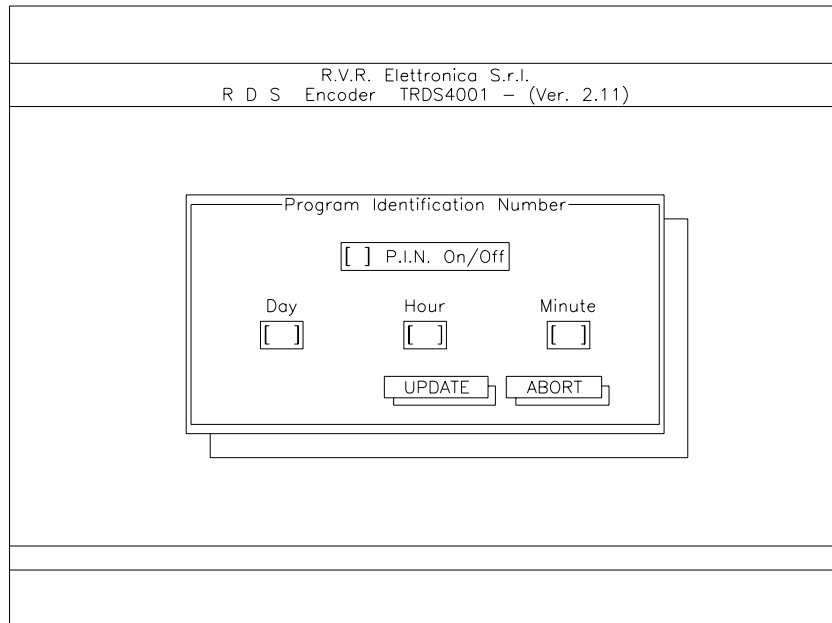 R.V.R. Elettronica S.r.l.
R D S Encoder TRDS4001 – (Ver. 2.11)
Program Identification Number
[ ] P.I.N. On/Off
Day Hour Minute
[ ] [ ] [ ]
UPDATE ABORT